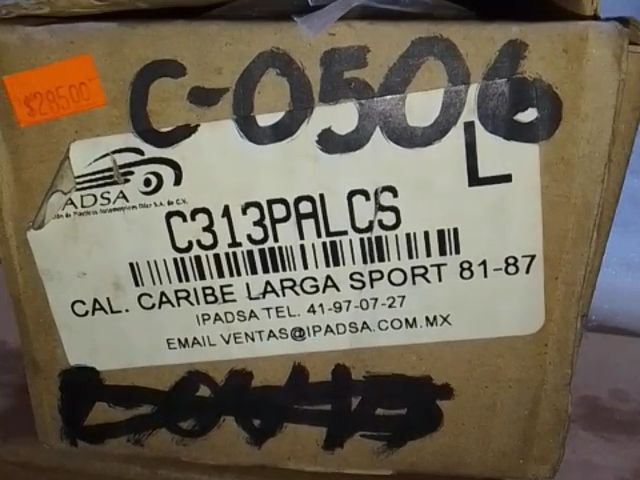 C-0506
$285.00
L
ADSA
C313PALC/S
CAL. CARIBE LARGA SPORT 81-87
IPADSA TEL. 41-97-07-27
EMAIL VENTAS@IPADSA.COM.MX